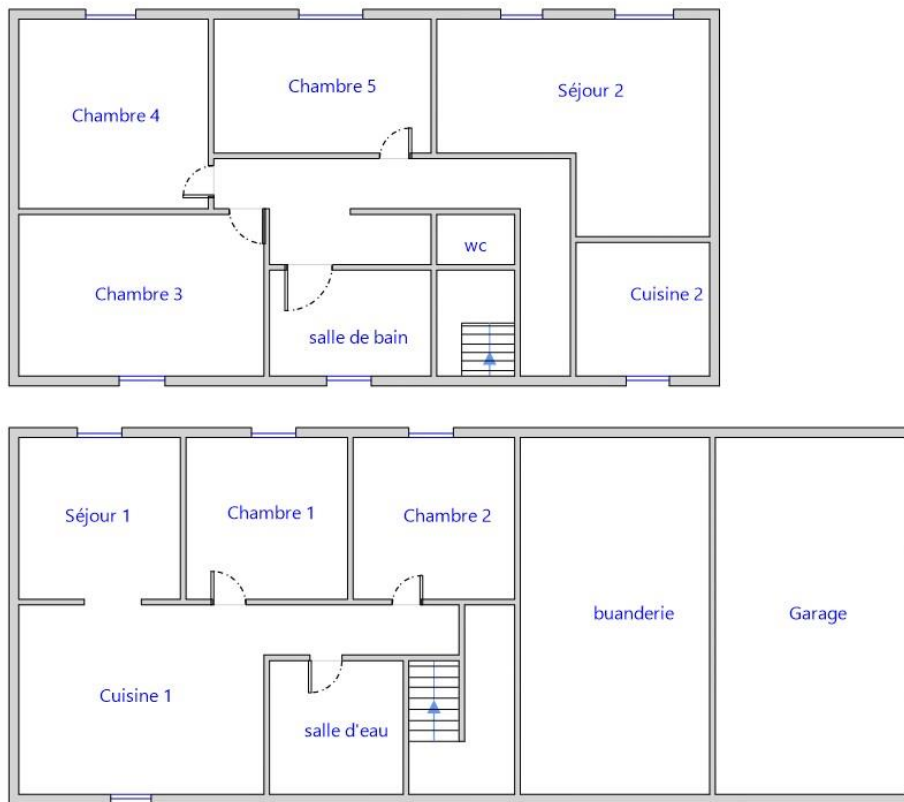 Chambre 4
Chambre 5
Séjour 2
Chambre 3
salle de bain
wc
Cuisine 2
Séjour 1
Chambre 1
Chambre 2
buanderie
Garage
Cuisine 1
salle d'eau